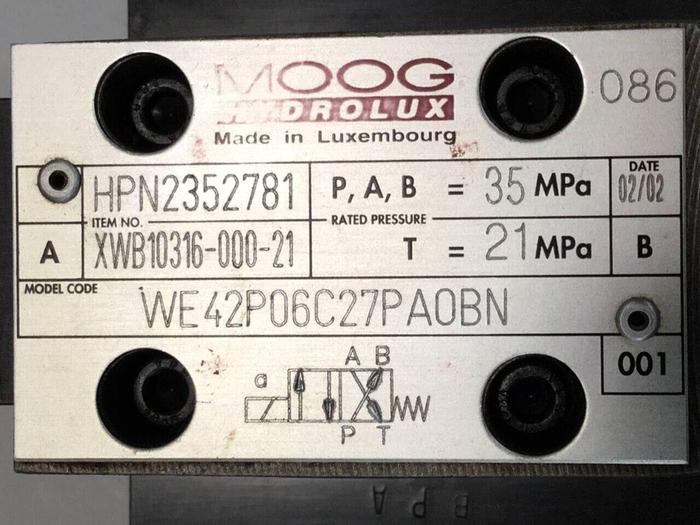 MOOG
HYDROLUX
Made in Luxembourg
086
HPN2352781
P, A, B = 35 MPa
DATE
02/02
ITEM NO.
RATED PRESSURE
A
XWB10316-000-21
T = 21 MPa
B
MODEL CODE
WE42P06C27PA0BN
001
A B
a
P T
B P A